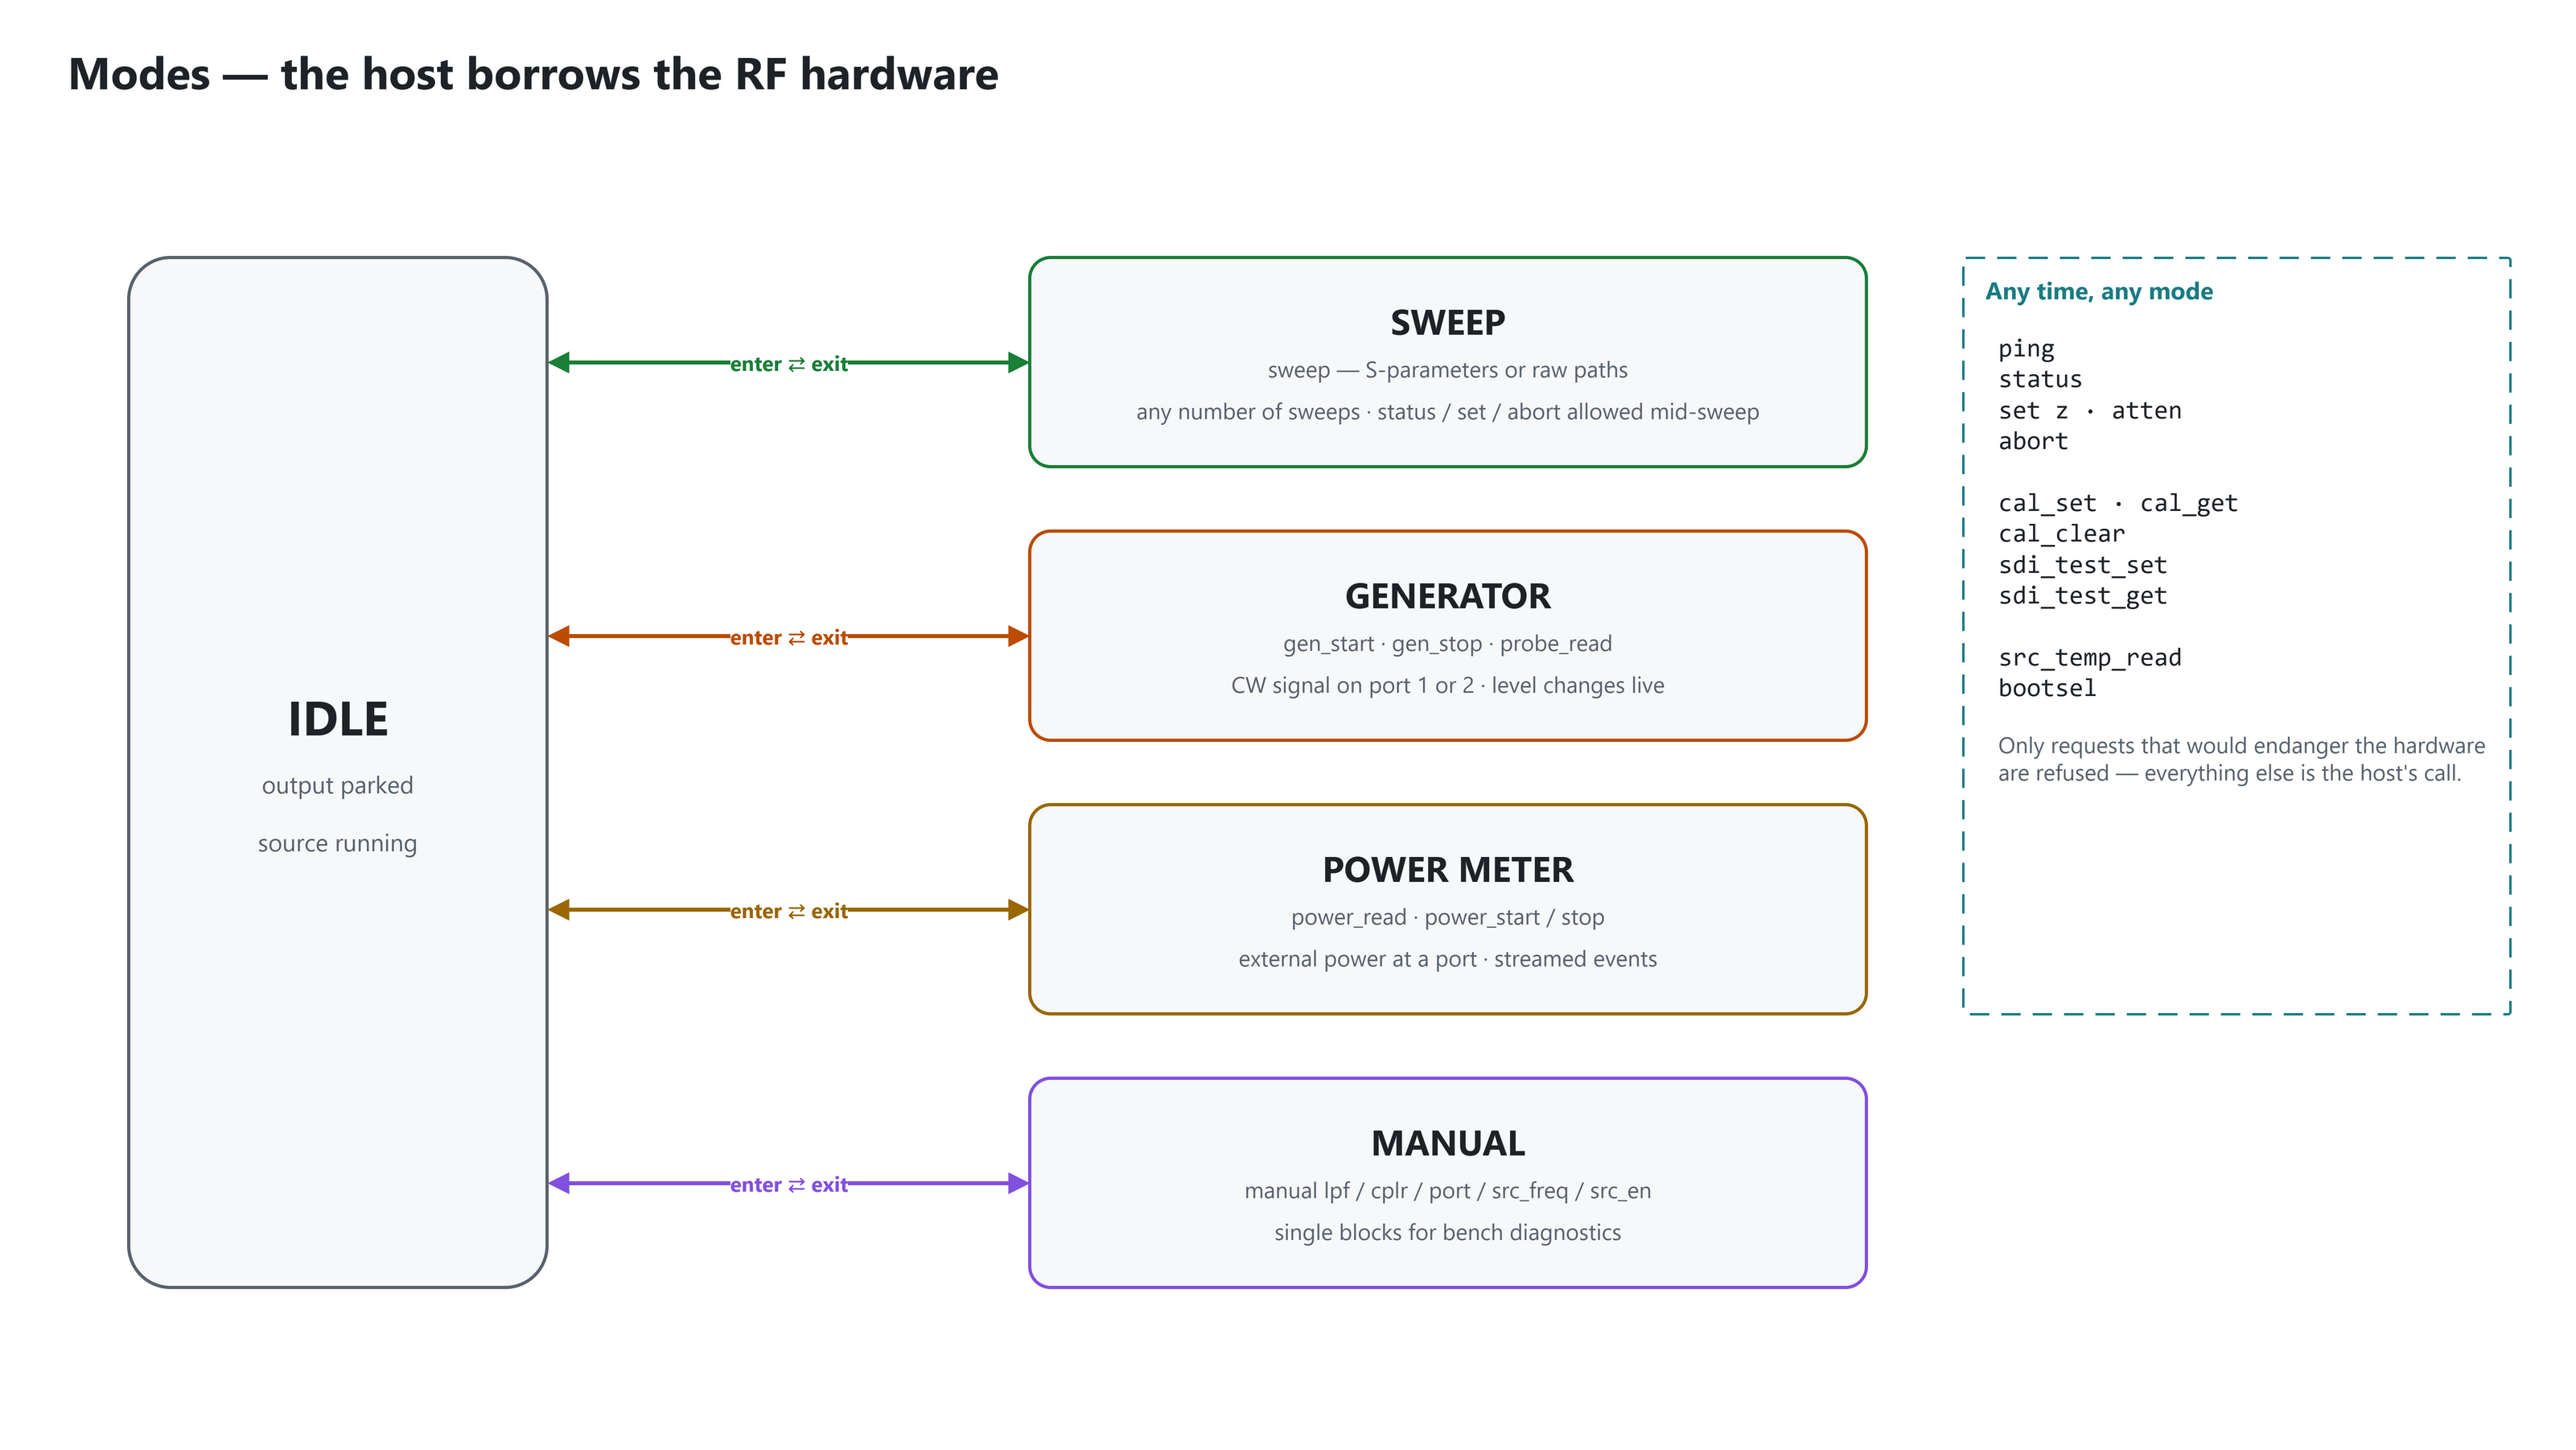 Modes — the host borrows the RF hardware
IDLE
output parked
source running
enter ⇄ exit
enter ⇄ exit
enter ⇄ exit
enter ⇄ exit
SWEEP
sweep — S-parameters or raw paths
any number of sweeps · status / set / abort allowed mid-sweep
GENERATOR
gen_start · gen_stop · probe_read
CW signal on port 1 or 2 · level changes live
POWER METER
power_read · power_start / stop
external power at a port · streamed events
MANUAL
manual lpf / cplr / port / src_freq / src_en
single blocks for bench diagnostics
Any time, any mode
ping
status
set z · atten
abort
cal_set · cal_get
cal_clear
sdi_test_set
sdi_test_get
src_temp_read
bootsel
Only requests that would endanger the hardware
are refused — everything else is the host's call.